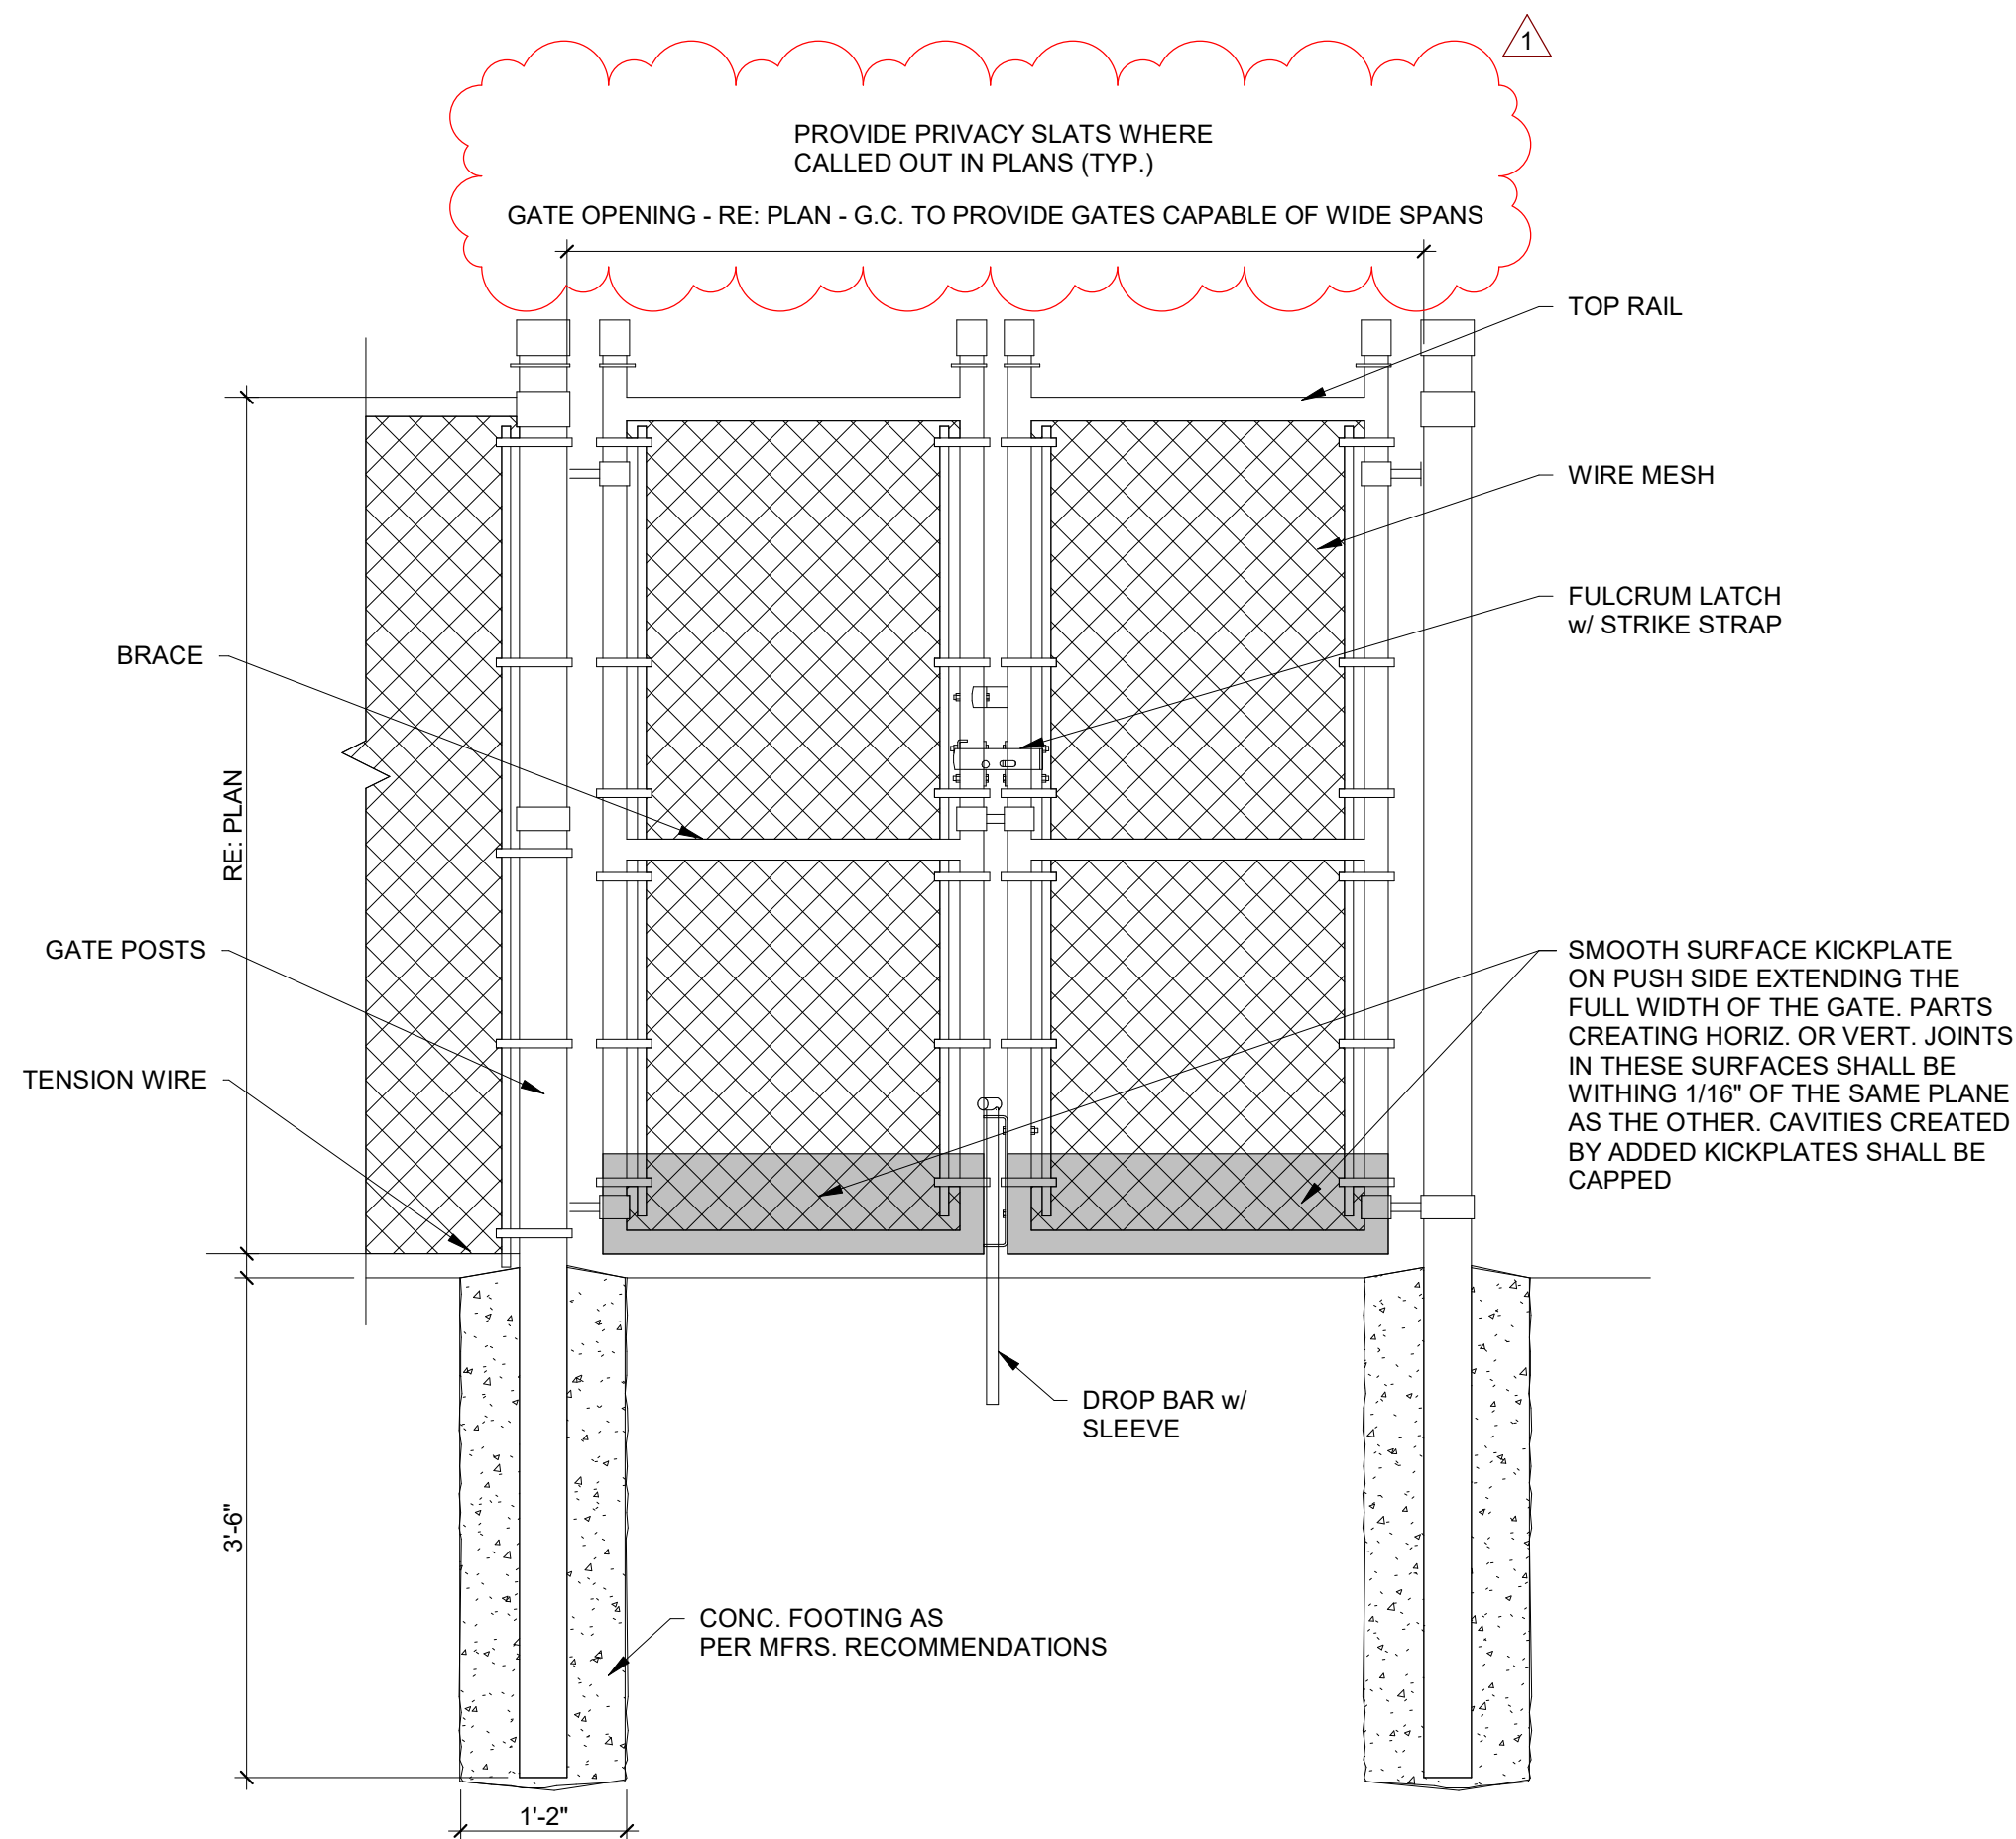 1
PROVIDE PRIVACY SLATS WHERE
CALLED OUT IN PLANS (TYP.)
GATE OPENING - RE: PLAN - G.C. TO PROVIDE GATES CAPABLE OF WIDE SPANS
TOP RAIL
WIRE MESH
FULCRUM LATCH
w/ STRIKE STRAP
BRACE
RE: PLAN
GATE POSTS
SMOOTH SURFACE KICKPLATE
ON PUSH SIDE EXTENDING THE
FULL WIDTH OF THE GATE. PARTS
CREATING HORIZ. OR VERT. JOINTS
IN THESE SURFACES SHALL BE
WITHING 1/16" OF THE SAME PLANE
AS THE OTHER. CAVITIES CREATED
BY ADDED KICKPLATES SHALL BE
CAPPED
TENSION WIRE
DROP BAR w/
SLEEVE
3'-6"
CONC. FOOTING AS
PER MFRS. RECOMMENDATIONS
1'-2"